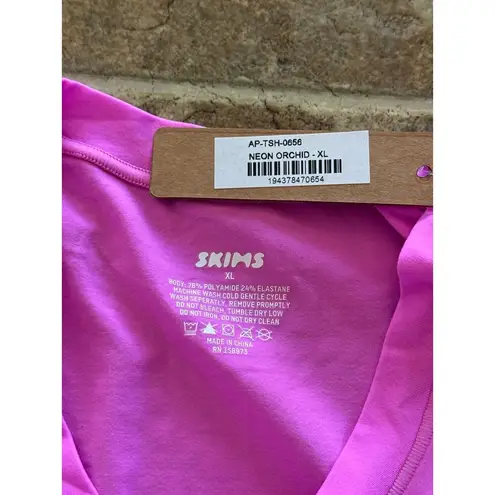 AP-TSH-0656
NEON ORCHID - XL
194378470654
SKIMS
XL
BODY: 76% POLYAMIDE 24% ELASTANE
MACHINE WASH COLD GENTLE CYCLE
WASH SEPERATELY, REMOVE PROMPTLY
DO NOT BLEACH, TUMBLE DRY LOW
DO NOT IRON, DO NOT DRY CLEAN
MADE IN CHINA
RN 158873